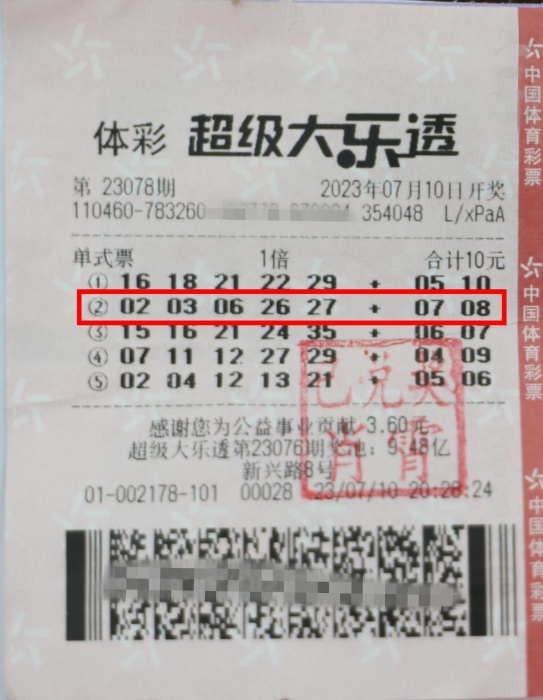 体彩 超级大乐透
第 23078期 2023年07月10日开奖
110460-783260 354048 L/xPaA
单式票 1倍 合计10元
① 16 18 21 22 29 + 05 10
② 02 03 06 26 27 + 07 08
③ 15 16 21 24 35 + 06 07
④ 07 11 12 27 29 + 04 09
⑤ 02 04 12 13 21 + 05 06
已兑奖
感谢您为公益事业贡献 3.60元
超级大乐透第23076期奖池: 9.48亿
新兴路8号
01-002178-101 00028 23/07/10 20:28:24
中国体育彩票
中国体育彩票
中国体育彩票